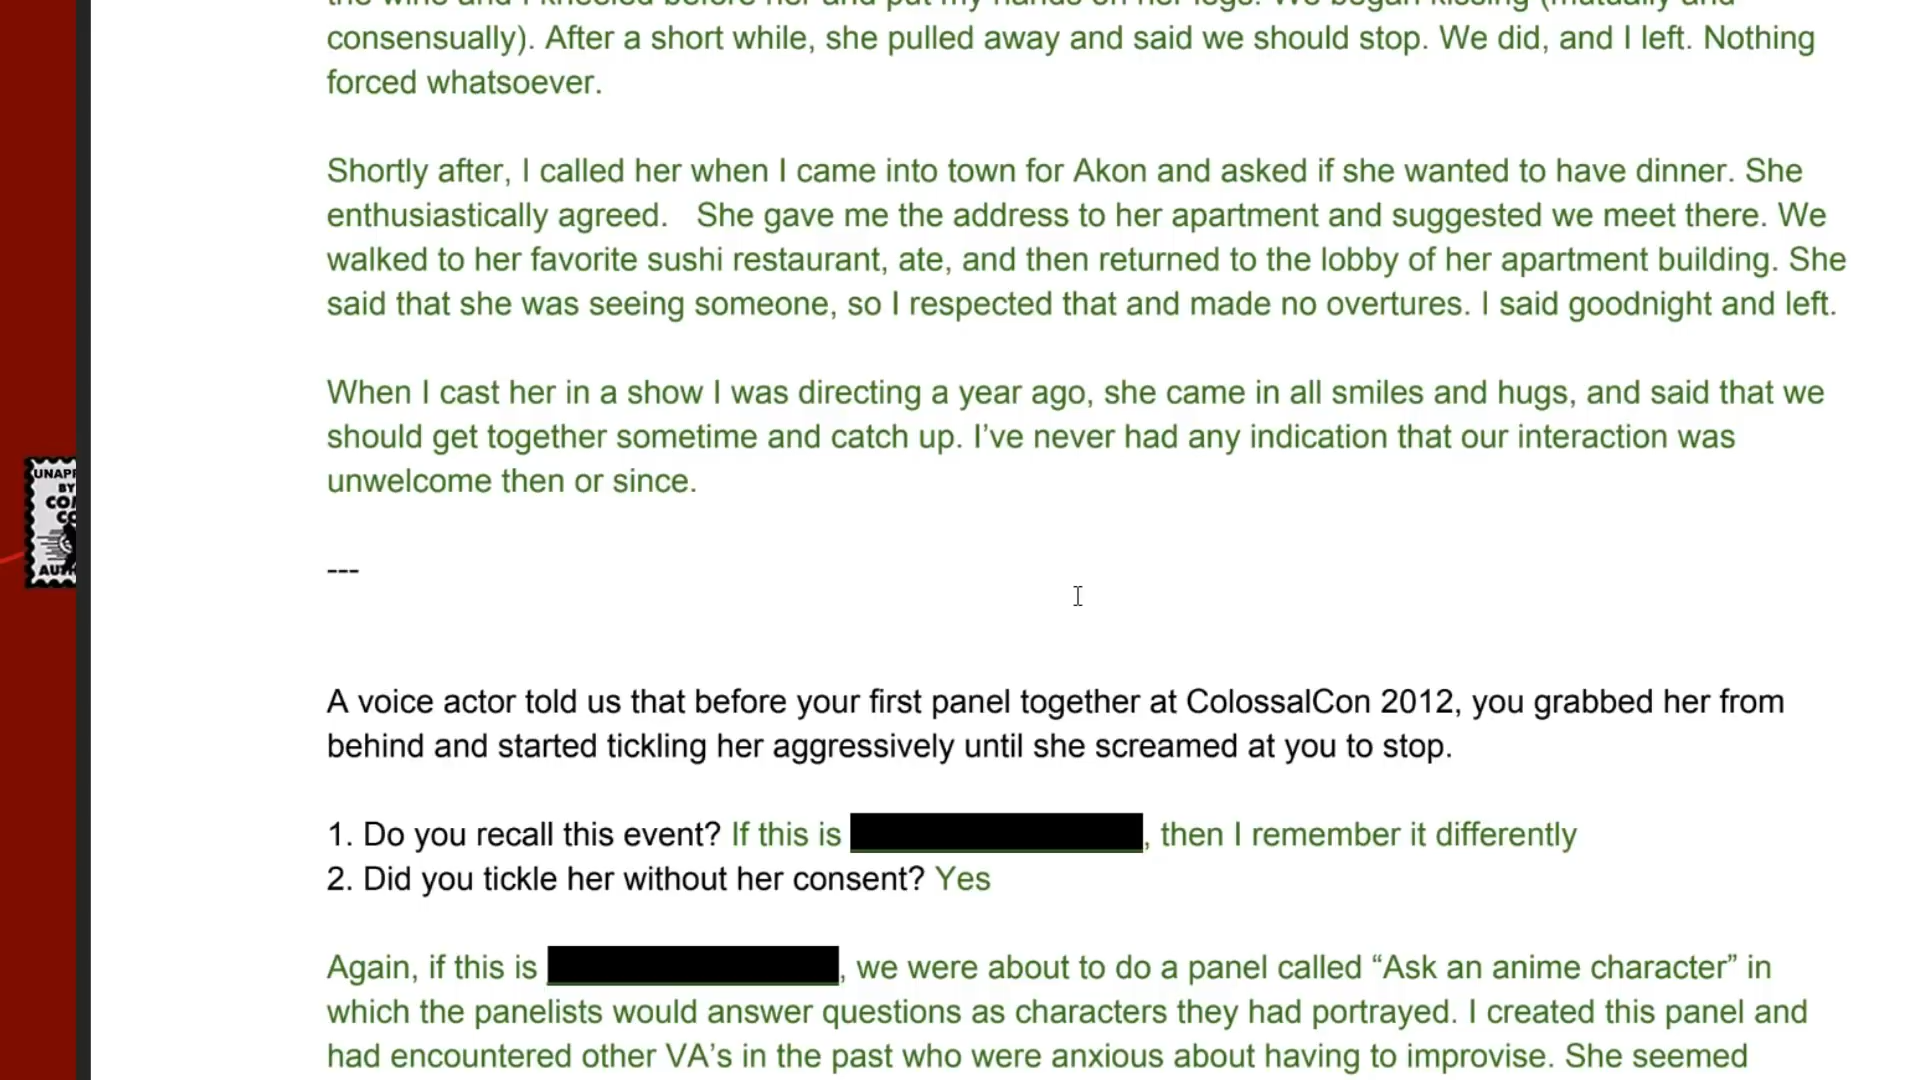 consensually). After a short while, she pulled away and said we should stop. We did, and I left. Nothing
forced whatsoever.
Shortly after, I called her when I came into town for Akon and asked if she wanted to have dinner. She
enthusiastically agreed. She gave me the address to her apartment and suggested we meet there. We
walked to her favorite sushi restaurant, ate, and then returned to the lobby of her apartment building. She
said that she was seeing someone, so I respected that and made no overtures. I said goodnight and left.
When I cast her in a show I was directing a year ago, she came in all smiles and hugs, and said that we
should get together sometime and catch up. I've never had any indication that our interaction was
unwelcome then or since.
---
A voice actor told us that before your first panel together at ColossalCon 2012, you grabbed her from
behind and started tickling her aggressively until she screamed at you to stop.
1. Do you recall this event? If this is , then I remember it differently
2. Did you tickle her without her consent? Yes
Again, if this is , we were about to do a panel called “Ask an anime character” in
which the panelists would answer questions as characters they had portrayed. I created this panel and
had encountered other VA's in the past who were anxious about having to improvise. She seemed
BY